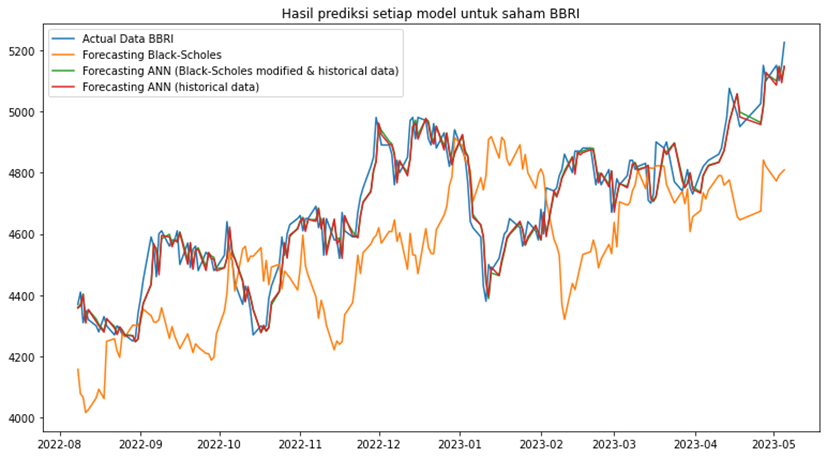 Hasil prediksi setiap model untuk saham BBRI
Actual Data BBRI
Forecasting Black-Scholes
Forecasting ANN (Black-Scholes modified & historical data)
Forecasting ANN (historical data)
5200
5000
4800
4600
4400
4200
4000
2022-08 2022-09 2022-10 2022-11 2022-12 2023-01 2023-02 2023-03 2023-04 2023-05